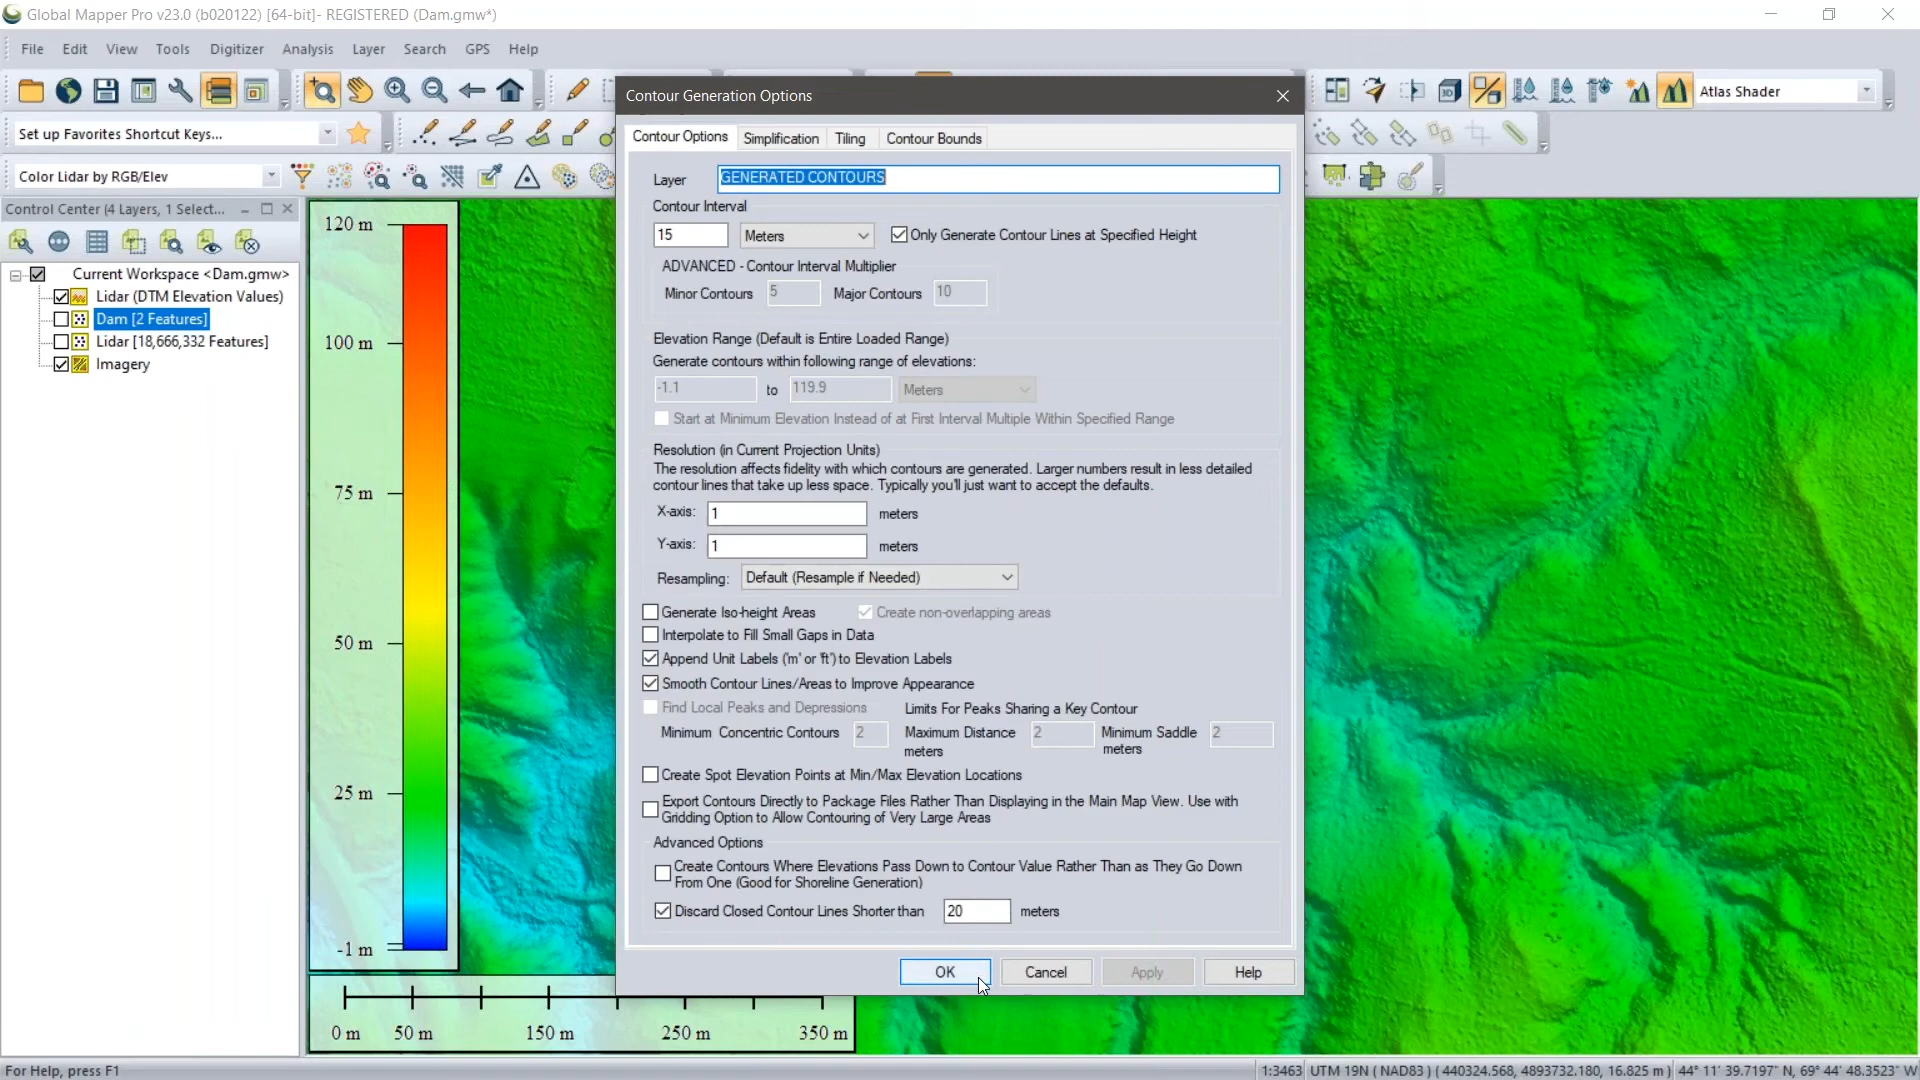 Global Mapper Pro v23.0 (b020122) [64-bit]- REGISTERED (Dam.gmw*)
File Edit View Tools Digitizer Analysis Layer Search GPS Help
Atlas Shader
Set up Favorites Shortcut Keys...
Color Lidar by RGB/Elev
Control Center (4 Layers, 1 Select...
Current Workspace <Dam.gmw>
Lidar (DTM Elevation Values)
Dam [2 Features]
Lidar [18,666,332 Features]
Imagery
120 m
100 m
75 m
50 m
25 m
-1 m
0 m 50 m 150 m 250 m 350 m
Contour Generation Options
Contour Options Simplification Tiling Contour Bounds
Layer GENERATED CONTOURS
Contour Interval
15 Meters Only Generate Contour Lines at Specified Height
ADVANCED - Contour Interval Multiplier
Minor Contours 5 Major Contours 10
Elevation Range (Default is Entire Loaded Range)
Generate contours within following range of elevations:
-1.1 to 119.9 Meters
Start at Minimum Elevation Instead of at First Interval Multiple Within Specified Range
Resolution (in Current Projection Units)
The resolution affects fidelity with which contours are generated. Larger numbers result in less detailed
contour lines that take up less space. Typically you'll just want to accept the defaults.
X-axis: 1 meters
Y-axis: 1 meters
Resampling: Default (Resample if Needed)
Generate Iso-height Areas Create non-overlapping areas
Interpolate to Fill Small Gaps in Data
Append Unit Labels ('m' or 'ft') to Elevation Labels
Smooth Contour Lines/Areas to Improve Appearance
Find Local Peaks and Depressions Limits For Peaks Sharing a Key Contour
Minimum Concentric Contours 2 Maximum Distance 2 Minimum Saddle 2
meters meters
Create Spot Elevation Points at Min/Max Elevation Locations
Export Contours Directly to Package Files Rather Than Displaying in the Main Map View. Use with
Gridding Option to Allow Contouring of Very Large Areas
Advanced Options
Create Contours Where Elevations Pass Down to Contour Value Rather Than as They Go Down
From One (Good for Shoreline Generation)
Discard Closed Contour Lines Shorter than 20 meters
OK Cancel Apply Help
For Help, press F1
1:3463 UTM 19N ( NAD83 ) ( 440324.568, 4893732.180, 16.825 m ) 44° 11' 39.7197" N, 69° 44' 48.3523" W